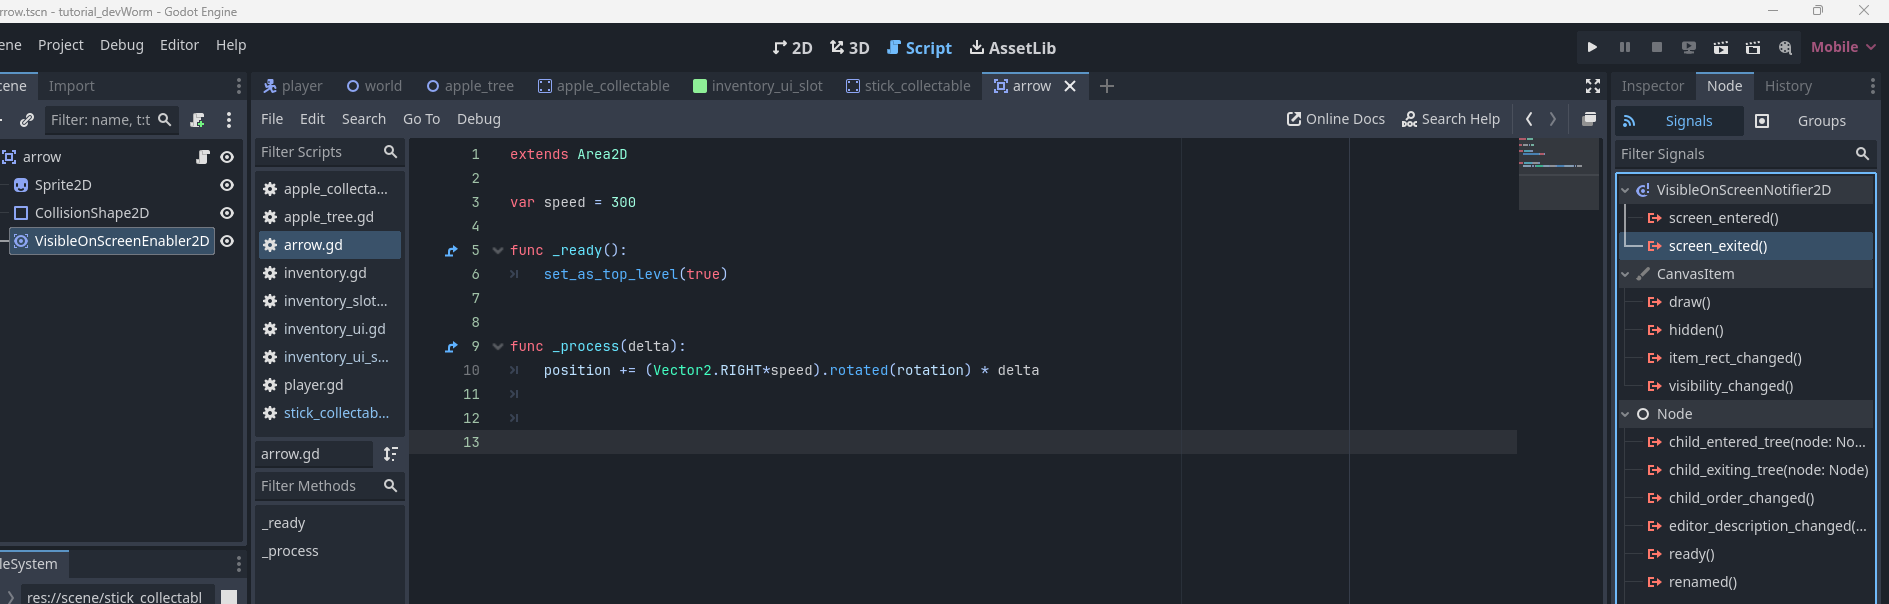 rrow.tscn - tutorial_devWorm - Godot Engine
ene Project Debug Editor Help
2D 3D Script AssetLib
Mobile
cene Import
player world apple_tree apple_collectable inventory_ui_slot stick_collectable arrow
Inspector Node History
Filter: name, t:t
File Edit Search Go To Debug
Online Docs Search Help
Signals Groups
arrow
Sprite2D
CollisionShape2D
VisibleOnScreenEnabler2D
leSystem
res://scene/stick_collectabl
Filter Scripts
apple_collecta...
apple_tree.gd
arrow.gd
inventory.gd
inventory_slot...
inventory_ui.gd
inventory_ui_s...
player.gd
stick_collectab...
arrow.gd
Filter Methods
_ready
_process
1 extends Area2D
2
3 var speed = 300
4
5 func _ready():
6 set_as_top_level(true)
7
8
9 func _process(delta):
10 position += (Vector2.RIGHT*speed).rotated(rotation) * delta
11
12
13
Filter Signals
VisibleOnScreenNotifier2D
screen_entered()
screen_exited()
CanvasItem
draw()
hidden()
item_rect_changed()
visibility_changed()
Node
child_entered_tree(node: No...
child_exiting_tree(node: Node)
child_order_changed()
editor_description_changed(...
ready()
renamed()